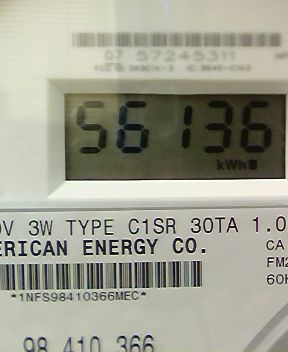 07 57245311
56136
kWh
0V 3W TYPE C1SR 30TA 1.0
ERICAN ENERGY CO.
CA
FM2
60H
*1NFS98410366MEC*
98 410 366